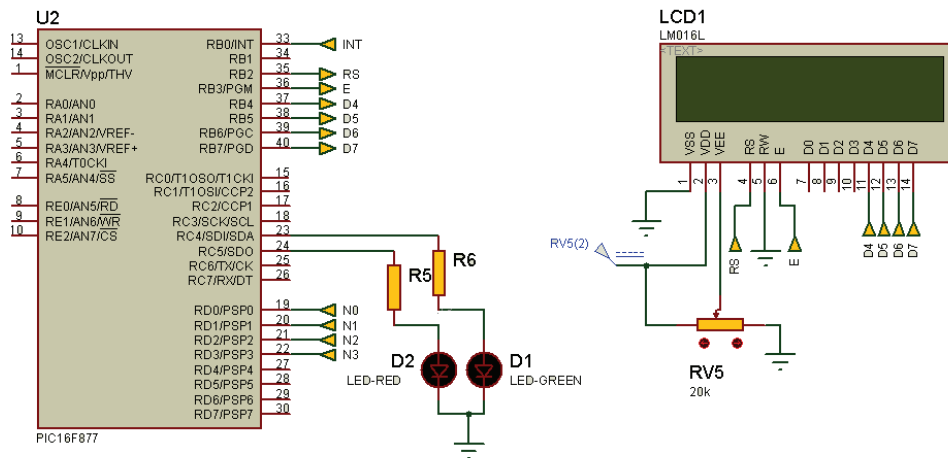 U2
13 OSC1/CLKIN
14 OSC2/CLKOUT
1 MCLR/Vpp/THV
2 RA0/AN0
3 RA1/AN1
4 RA2/AN2/VREF-
5 RA3/AN3/VREF+
6 RA4/T0CKI
7 RA5/AN4/SS
8 RE0/AN5/RD
9 RE1/AN6/WR
10 RE2/AN7/CS
RB0/INT 33 INT
RB1 34
RB2 35 RS
RB3/PGM 36 E
RB4 37 D4
RB5 38 D5
RB6/PGC 39 D6
RB7/PGD 40 D7
RC0/T1OSO/T1CKI 15
RC1/T1OSI/CCP2 16
RC2/CCP1 17
RC3/SCK/SCL 18
RC4/SDI/SDA 23
RC5/SDO 24
RC6/TX/CK 25
RC7/RX/DT 26
RD0/PSP0 19 N0
RD1/PSP1 20 N1
RD2/PSP2 21 N2
RD3/PSP3 22 N3
RD4/PSP4 27
RD5/PSP5 28
RD6/PSP6 29
RD7/PSP7 30
PIC16F877
R5
R6
D2
LED-RED
D1
LED-GREEN
LCD1
LM016L
<TEXT>
VSS VDD VEE RS RW E D0 D1 D2 D3 D4 D5 D6 D7
1 2 3 4 5 6 7 8 9 10 11 12 13 14
RV5(2)
RS E D4 D5 D6 D7
RV5
20k